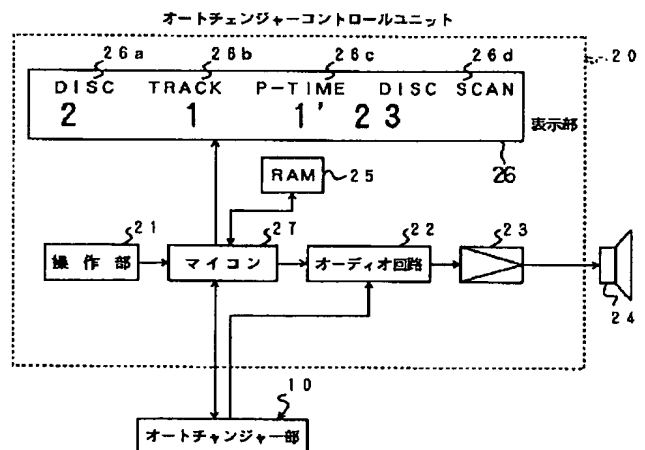 オートチェンジャーコントロールユニット
26a 26b 26c 26d
20
DISC TRACK P-TIME DISC SCAN
2 1 1' 23
表示部
26
RAM 25
21 27 22 23
操作部 マイコン オーディオ回路
24
10
オートチャンジャー部